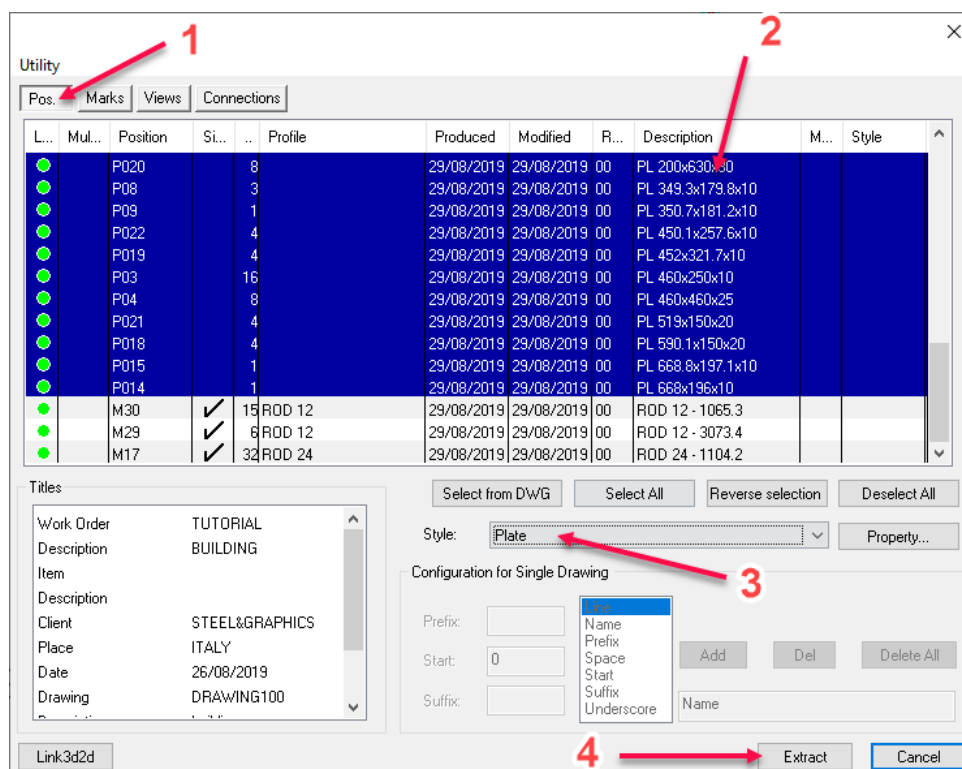 1
2
Utility
Pos. Marks Views Connections
L... Mul... Position Si... .. Profile Produced Modified R... Description M... Style
P020 8 29/08/2019 29/08/2019 00 PL 200x630x30
P08 3 29/08/2019 29/08/2019 00 PL 349.3x179.8x10
P09 1 29/08/2019 29/08/2019 00 PL 350.7x181.2x10
P022 4 29/08/2019 29/08/2019 00 PL 450.1x257.6x10
P019 4 29/08/2019 29/08/2019 00 PL 452x321.7x10
P03 16 29/08/2019 29/08/2019 00 PL 460x250x10
P04 8 29/08/2019 29/08/2019 00 PL 460x460x25
P021 4 29/08/2019 29/08/2019 00 PL 519x150x20
P018 4 29/08/2019 29/08/2019 00 PL 590.1x150x20
P015 1 29/08/2019 29/08/2019 00 PL 668.8x197.1x10
P014 1 29/08/2019 29/08/2019 00 PL 668x196x10
M30 15 ROD 12 29/08/2019 29/08/2019 00 ROD 12 - 1065.3
M29 6 ROD 12 29/08/2019 29/08/2019 00 ROD 12 - 3073.4
M17 32 ROD 24 29/08/2019 29/08/2019 00 ROD 24 - 1104.2
Titles
Work Order TUTORIAL
Description BUILDING
Item
Description
Client STEEL&GRAPHICS
Place ITALY
Date 26/08/2019
Drawing DRAWING100
Select from DWG Select All Reverse selection Deselect All
Style: Plate Property...
3
Configuration for Single Drawing
Prefix:
Start: 0
Suffix:
Line
Name
Prefix
Space
Start
Suffix
Underscore
Add Del Delete All
Name
Link3d2d
4
Extract Cancel